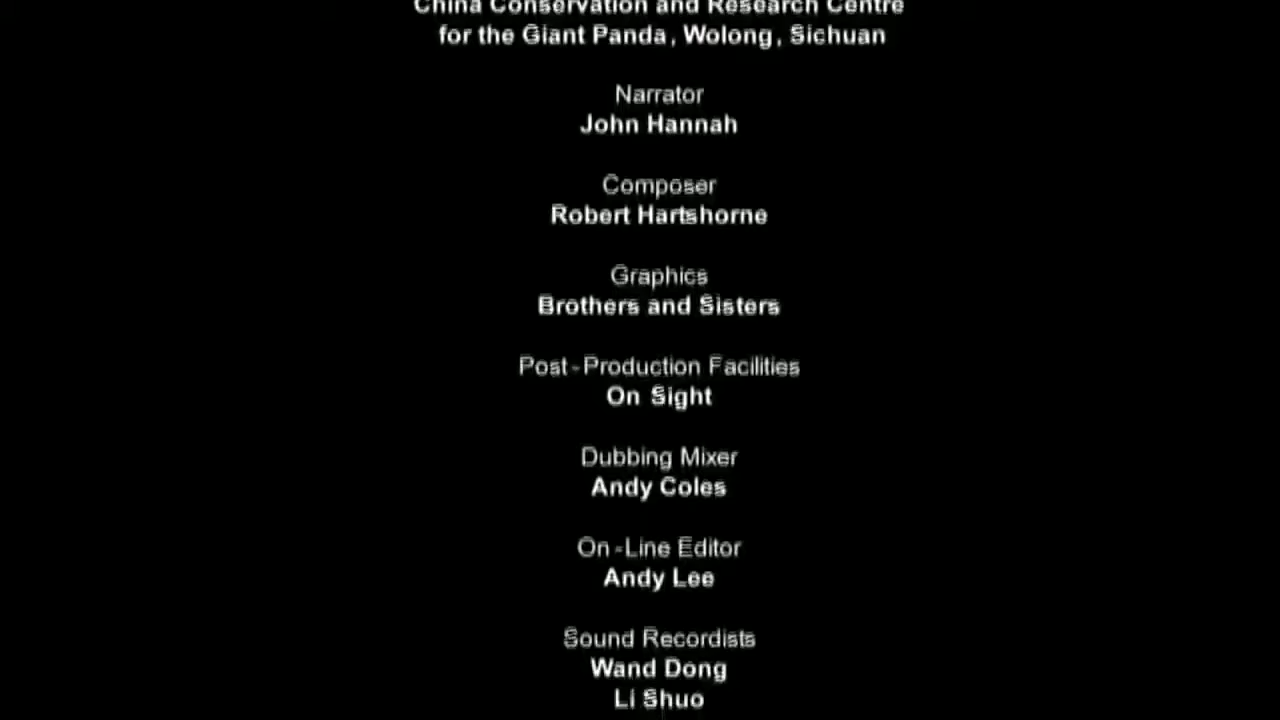 China Conservation and Research Centre
for the Giant Panda, Wolong, Sichuan
Narrator
John Hannah
Composer
Robert Hartshorne
Graphics
Brothers and Sisters
Post-Production Facilities
On Sight
Dubbing Mixer
Andy Coles
On-Line Editor
Andy Lee
Sound Recordists
Wand Dong
Li Shuo